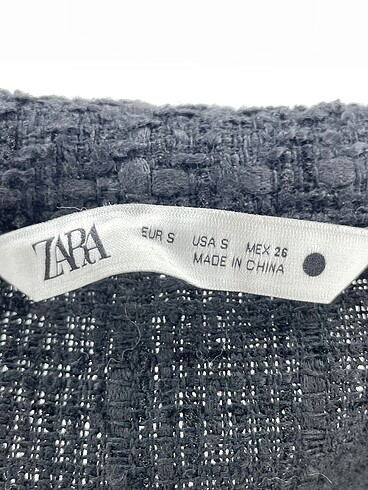 ZARA
EUR S USA S MEX 26
MADE IN CHINA